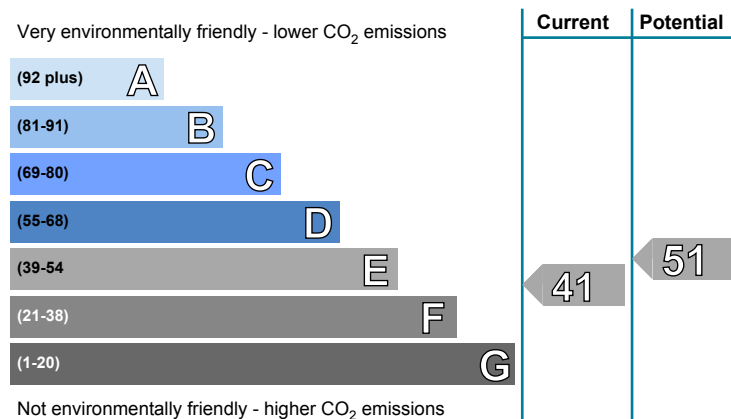 Very environmentally friendly - lower CO2 emissions
Current
Potential
(92 plus) A
(81-91) B
(69-80) C
(55-68) D
(39-54 E
(21-38) F
(1-20) G
41
51
Not environmentally friendly - higher CO2 emissions